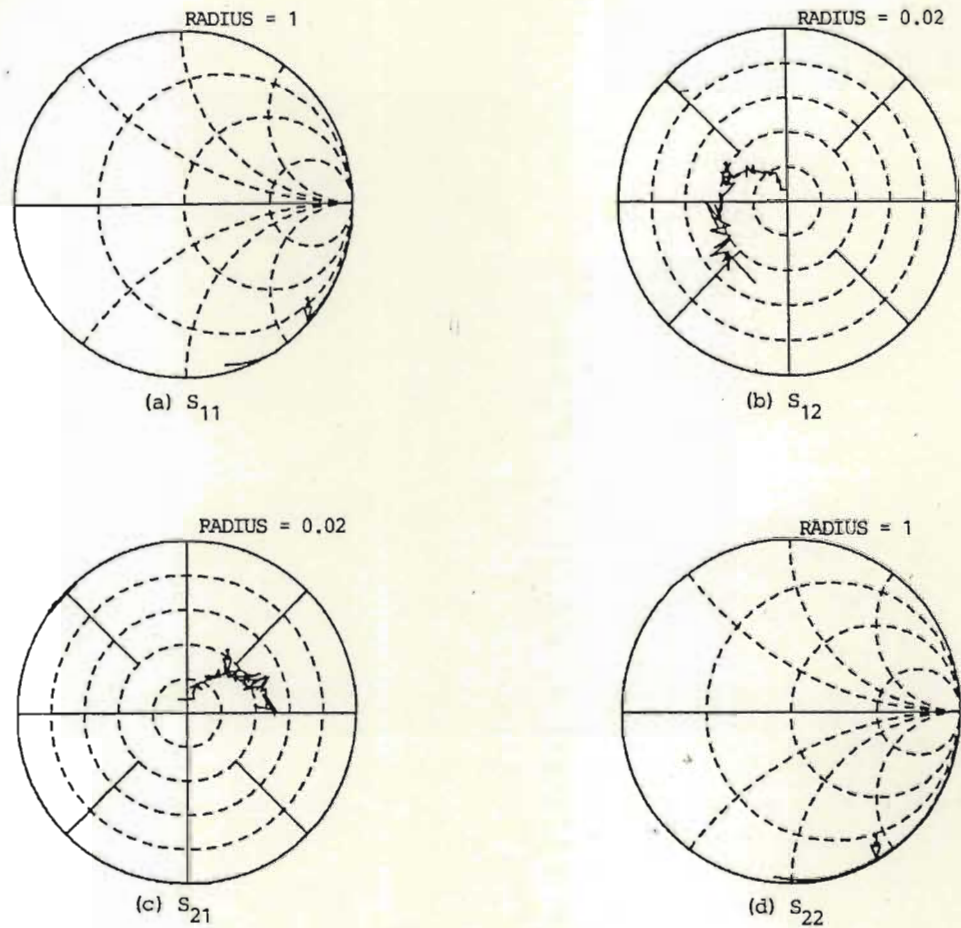 RADIUS = 1
RADIUS = 0.02
(a) S11
(b) S12
RADIUS = 0.02
RADIUS = 1
(c) S21
(d) S22